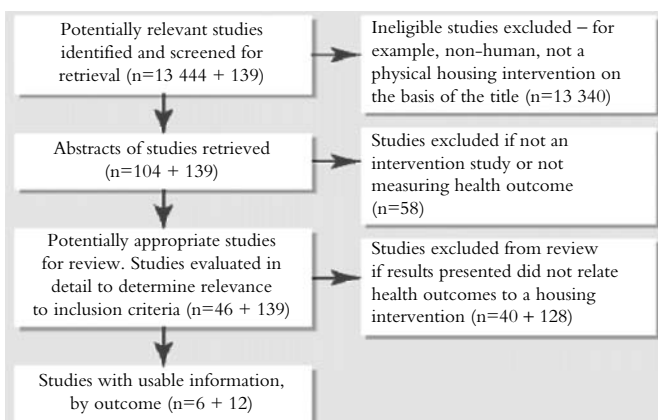 Potentially relevant studies
identified and screened for
retrieval (n=13 444 + 139)
Ineligible studies excluded – for
example, non-human, not a
physical housing intervention on
the basis of the title (n=13 340)
Abstracts of studies retrieved
(n=104 + 139)
Studies excluded if not an
intervention study or not
measuring health outcome
(n=58)
Potentially appropriate studies
for review. Studies evaluated in
detail to determine relevance
to inclusion criteria (n=46 + 139)
Studies excluded from review
if results presented did not relate
health outcomes to a housing
intervention (n=40 + 128)
Studies with usable information,
by outcome (n=6 + 12)